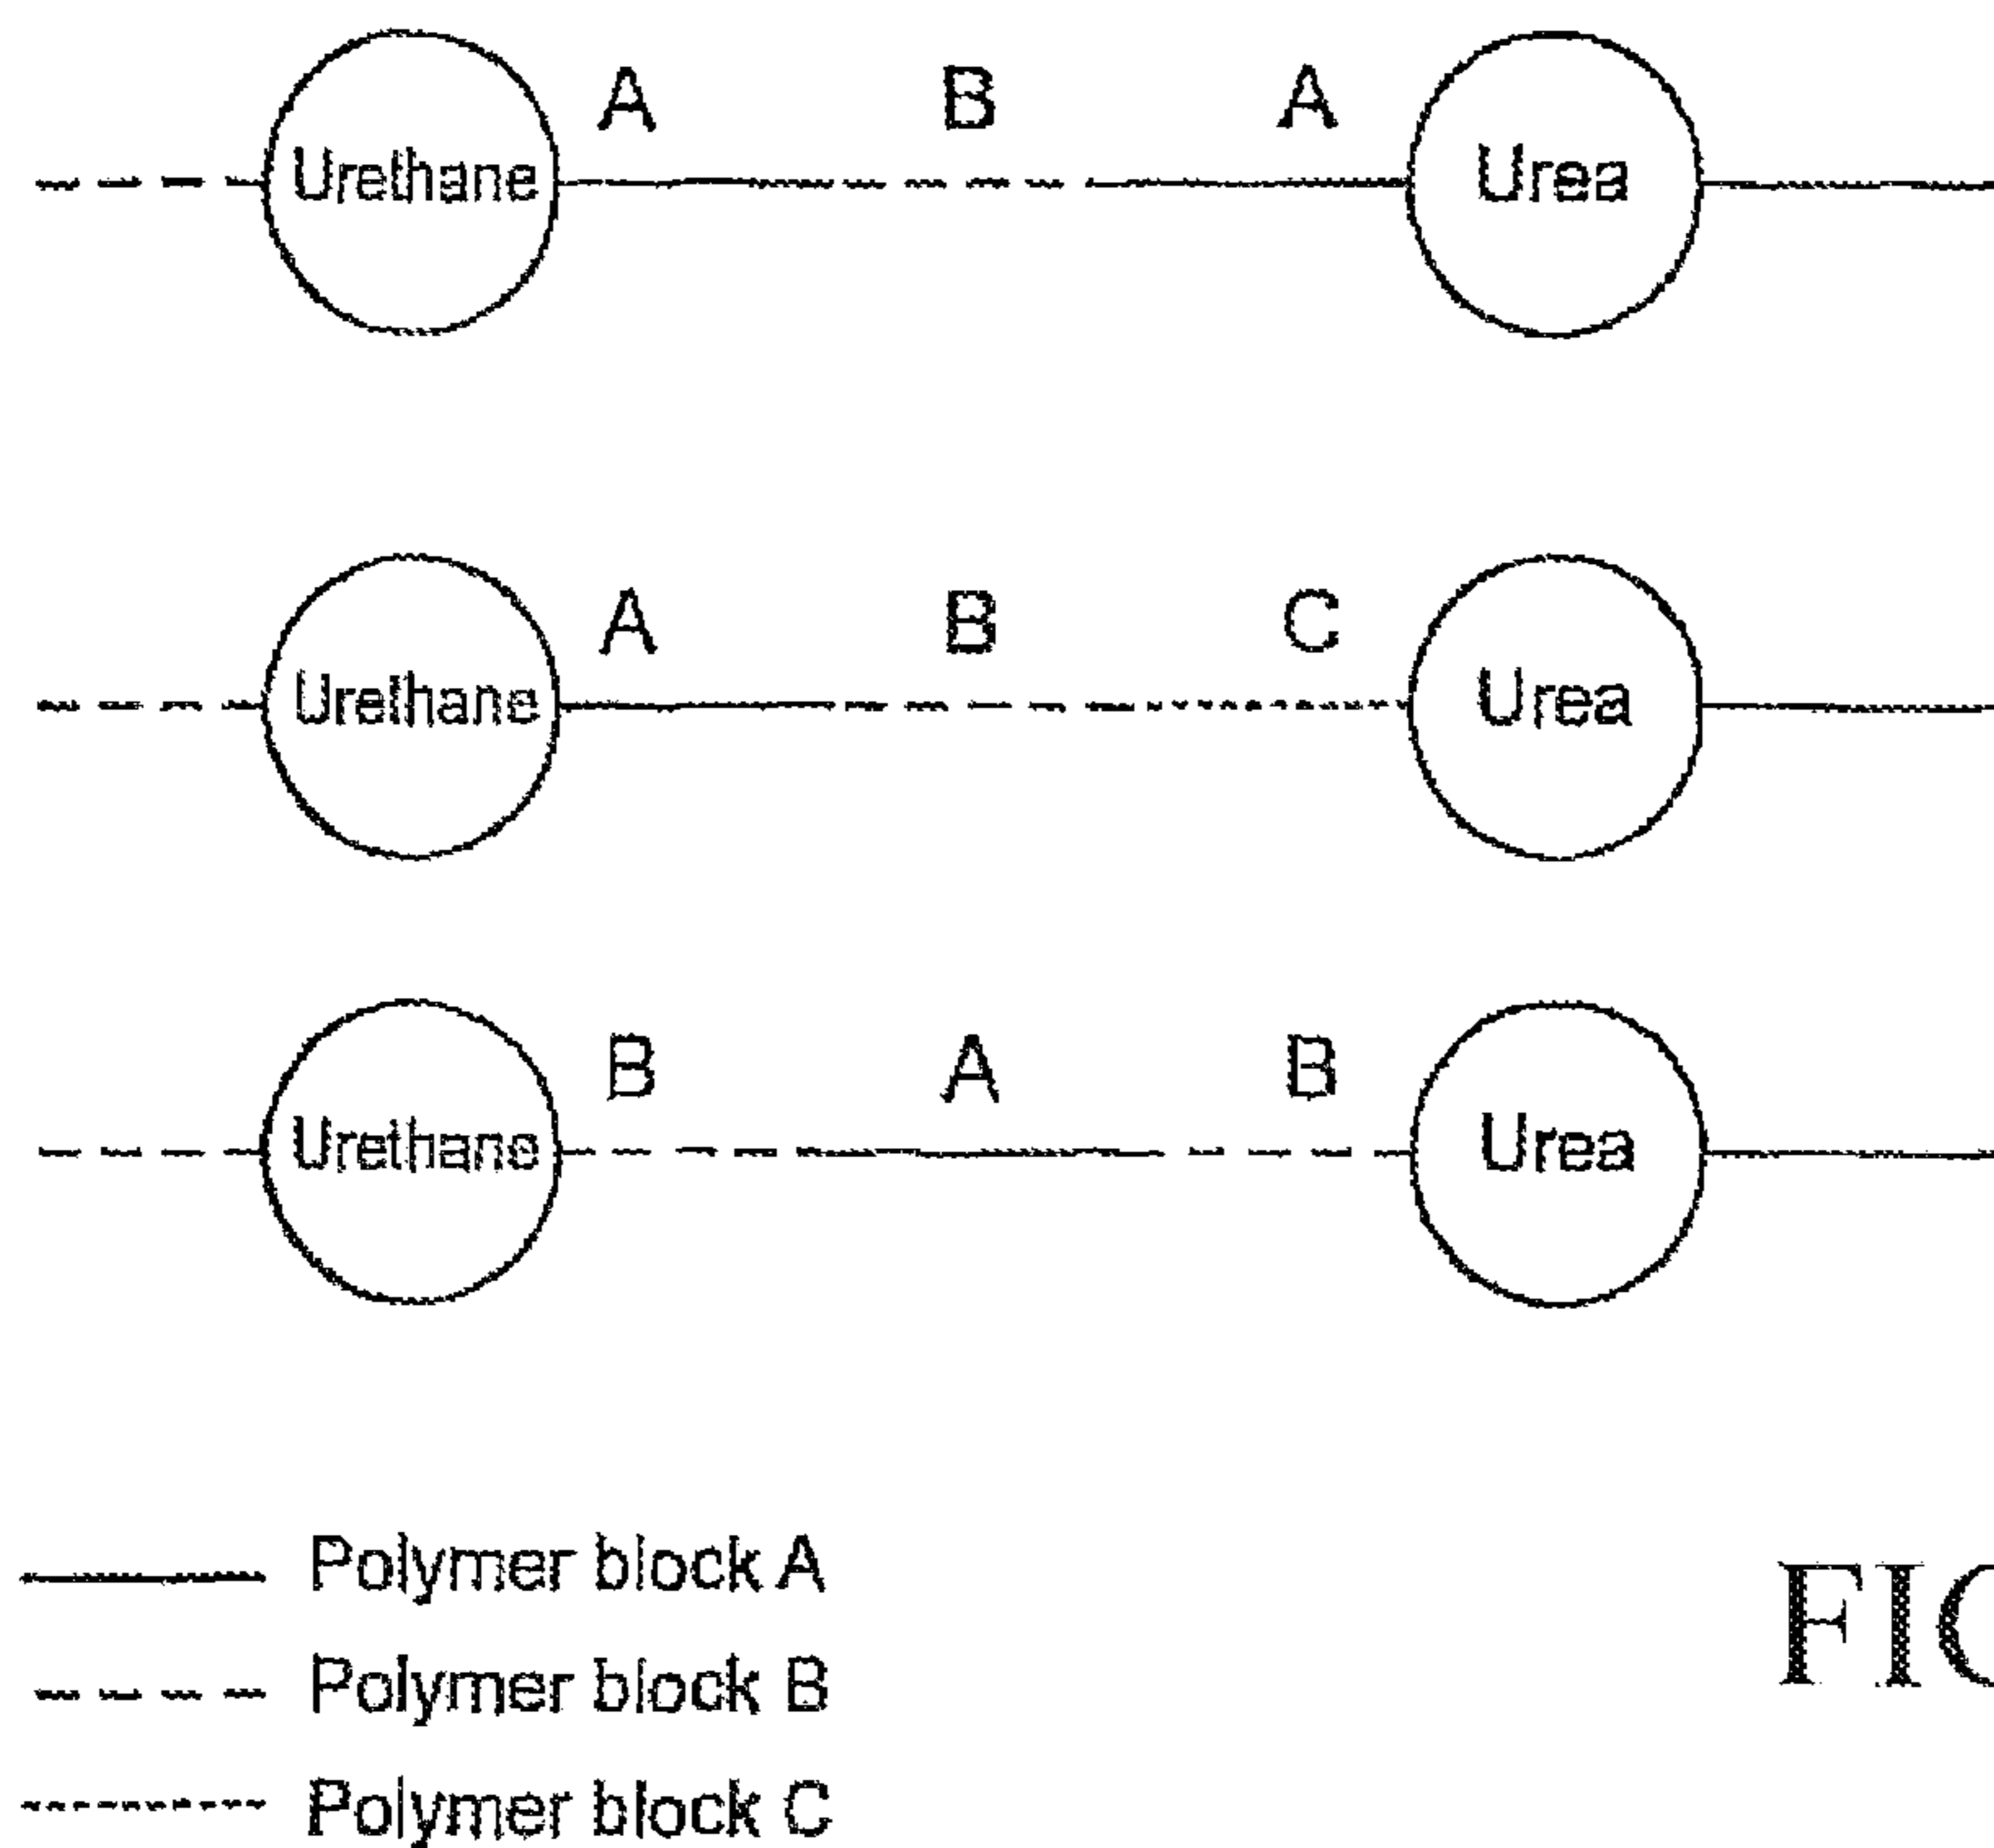 A B A
Urethane Urea
A B C
Urethane Urea
B A B
Urethane Urea
Polymer block A
Polymer block B
Polymer block C